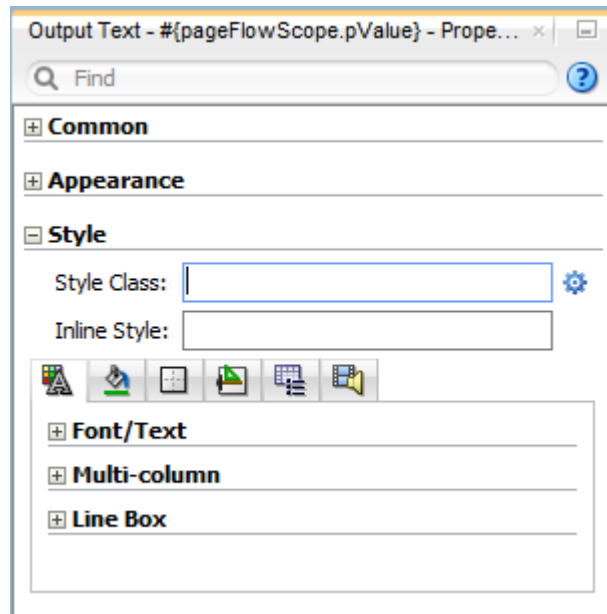 Output Text - #{pageFlowScope.pValue} - Prope...
Find
Common
Appearance
Style
Style Class:
Inline Style:
Font/Text
Multi-column
Line Box